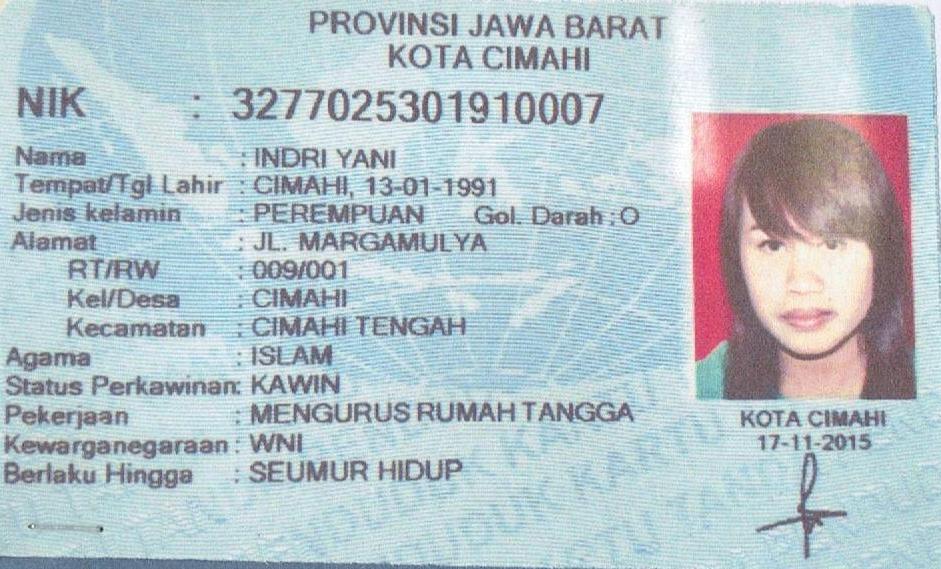 PROVINSI JAWA BARAT
KOTA CIMAHI
NIK : 3277025301910007
Nama : INDRI YANI
Tempat/Tgl Lahir : CIMAHI, 13-01-1991
Jenis kelamin : PEREMPUAN Gol. Darah : O
Alamat : JL. MARGAMULYA
RT/RW : 009/001
Kel/Desa : CIMAHI
Kecamatan : CIMAHI TENGAH
Agama : ISLAM
Status Perkawinan: KAWIN
Pekerjaan : MENGURUS RUMAH TANGGA
Kewarganegaraan : WNI
Berlaku Hingga : SEUMUR HIDUP
KOTA CIMAHI
17-11-2015